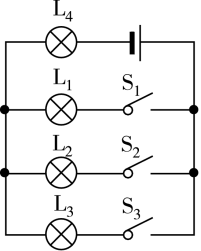 L₄
L₁ S₁
L₂ S₂
L₃ S₃